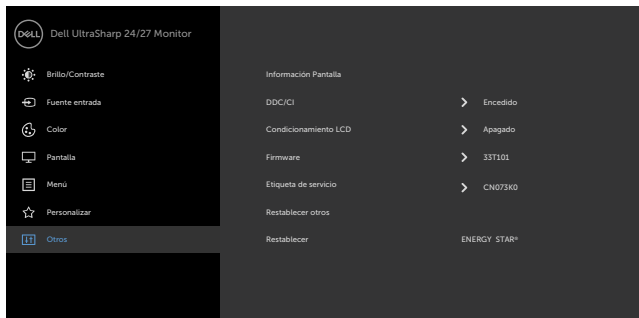 DELL Dell UltraSharp 24/27 Monitor
Brillo/Contraste
Fuente entrada
Color
Pantalla
Menú
Personalizar
Otros
Información Pantalla
DDC/CI > Encedido
Condicionamiento LCD > Apagado
Firmware > 33T101
Etiqueta de servicio > CN073K0
Restablecer otros
Restablecer ENERGY STAR®